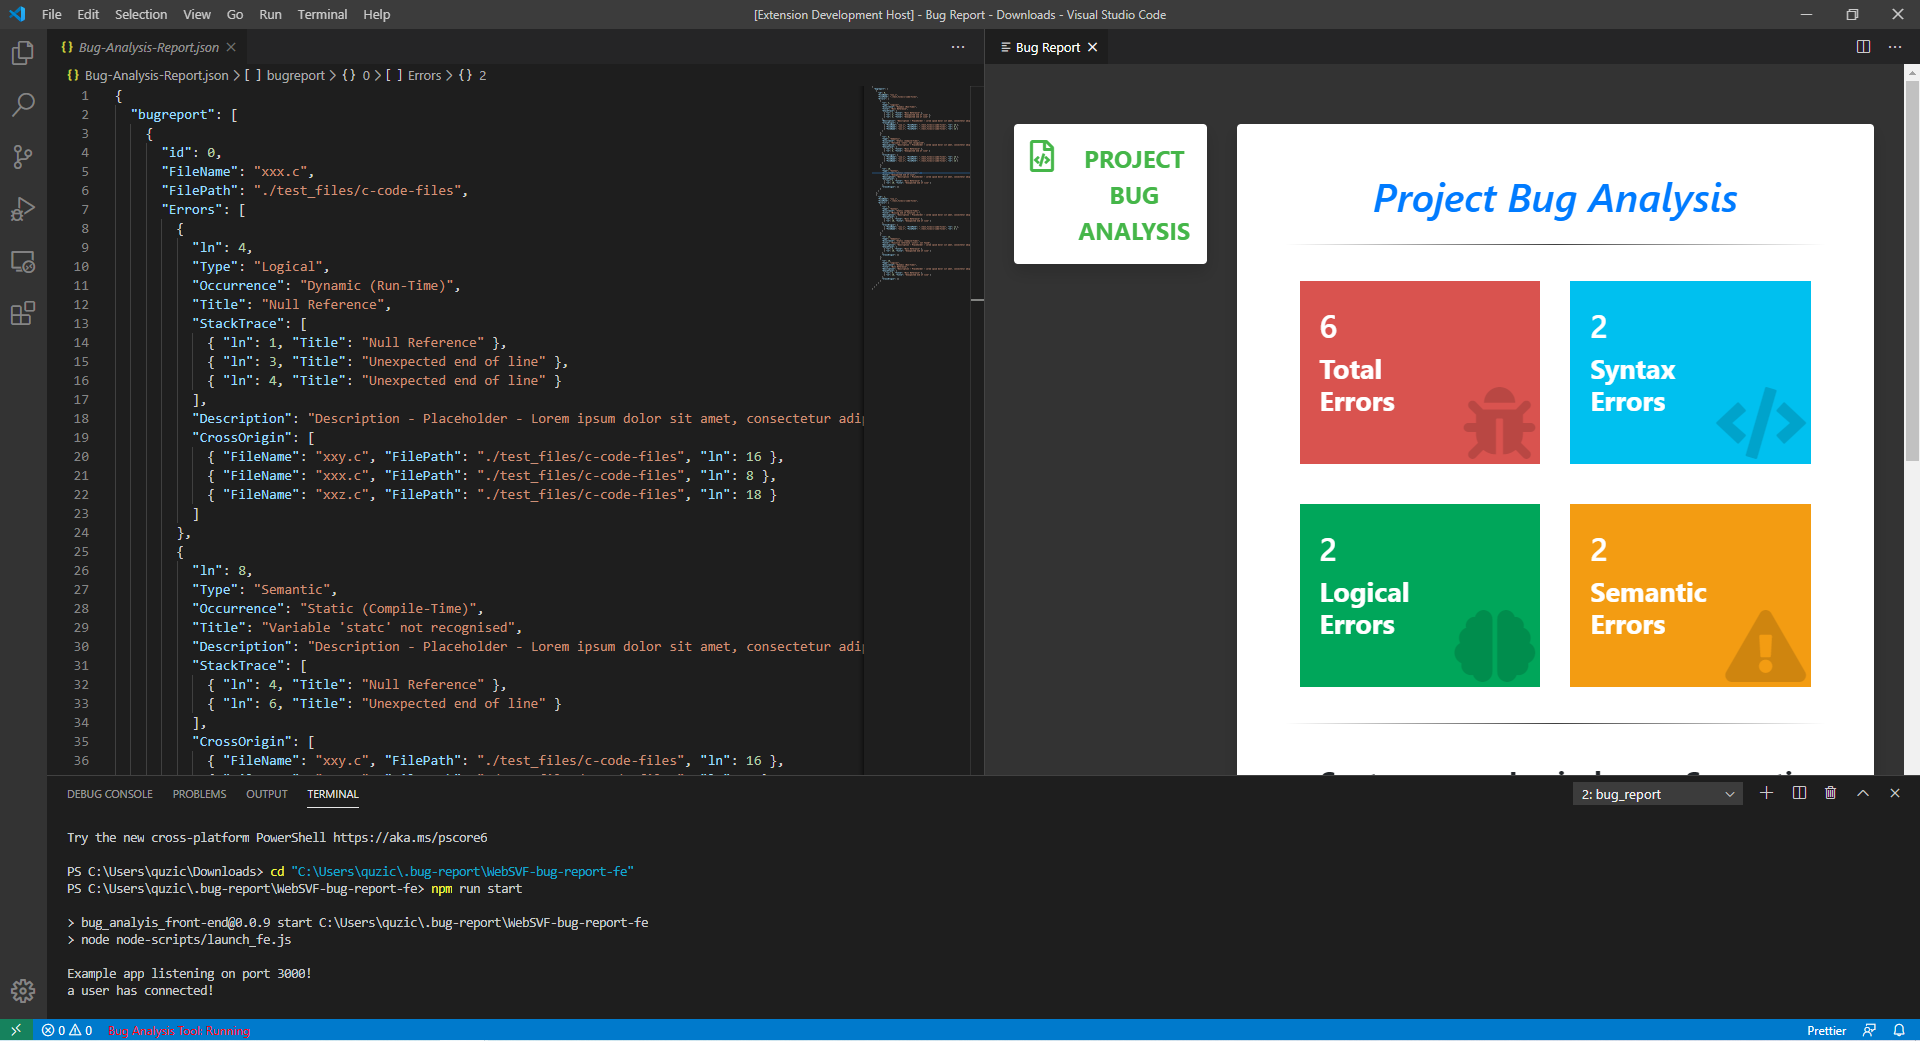 File Edit Selection View Go Run Terminal Help
[Extension Development Host] - Bug Report - Downloads - Visual Studio Code
{} Bug-Analysis-Report.json
{} Bug-Analysis-Report.json > [ ] bugreport > {} 0 > [ ] Errors > {} 2
1 {
2 "bugreport": [
3 {
4 "id": 0,
5 "FileName": "xxx.c",
6 "FilePath": "./test_files/c-code-files",
7 "Errors": [
8 {
9 "ln": 4,
10 "Type": "Logical",
11 "Occurrence": "Dynamic (Run-Time)",
12 "Title": "Null Reference",
13 "StackTrace": [
14 { "ln": 1, "Title": "Null Reference" },
15 { "ln": 3, "Title": "Unexpected end of line" },
16 { "ln": 4, "Title": "Unexpected end of line" }
17 ],
18 "Description": "Description - Placeholder - Lorem ipsum dolor sit amet, consectetur adip
19 "CrossOrigin": [
20 { "FileName": "xxy.c", "FilePath": "./test_files/c-code-files", "ln": 16 },
21 { "FileName": "xxx.c", "FilePath": "./test_files/c-code-files", "ln": 8 },
22 { "FileName": "xxz.c", "FilePath": "./test_files/c-code-files", "ln": 18 }
23 ]
24 },
25 {
26 "ln": 8,
27 "Type": "Semantic",
28 "Occurrence": "Static (Compile-Time)",
29 "Title": "Variable 'statc' not recognised",
30 "Description": "Description - Placeholder - Lorem ipsum dolor sit amet, consectetur adip
31 "StackTrace": [
32 { "ln": 4, "Title": "Null Reference" },
33 { "ln": 6, "Title": "Unexpected end of line" }
34 ],
35 "CrossOrigin": [
36 { "FileName": "xxy.c", "FilePath": "./test_files/c-code-files", "ln": 16 },
Bug Report
PROJECT
BUG
ANALYSIS
Project Bug Analysis
6
Total
Errors
2
Syntax
Errors
2
Logical
Errors
2
Semantic
Errors
DEBUG CONSOLE PROBLEMS OUTPUT TERMINAL
2: bug_report
Try the new cross-platform PowerShell https://aka.ms/pscore6
PS C:\Users\quzic\Downloads> cd "C:\Users\quzic\.bug-report\WebSVF-bug-report-fe"
PS C:\Users\quzic\.bug-report\WebSVF-bug-report-fe> npm run start
> bug_analyis_front-end@0.0.9 start C:\Users\quzic\.bug-report\WebSVF-bug-report-fe
> node node-scripts/launch_fe.js
Example app listening on port 3000!
a user has connected!
0 0 Bug Analysis Tool: Running
Prettier